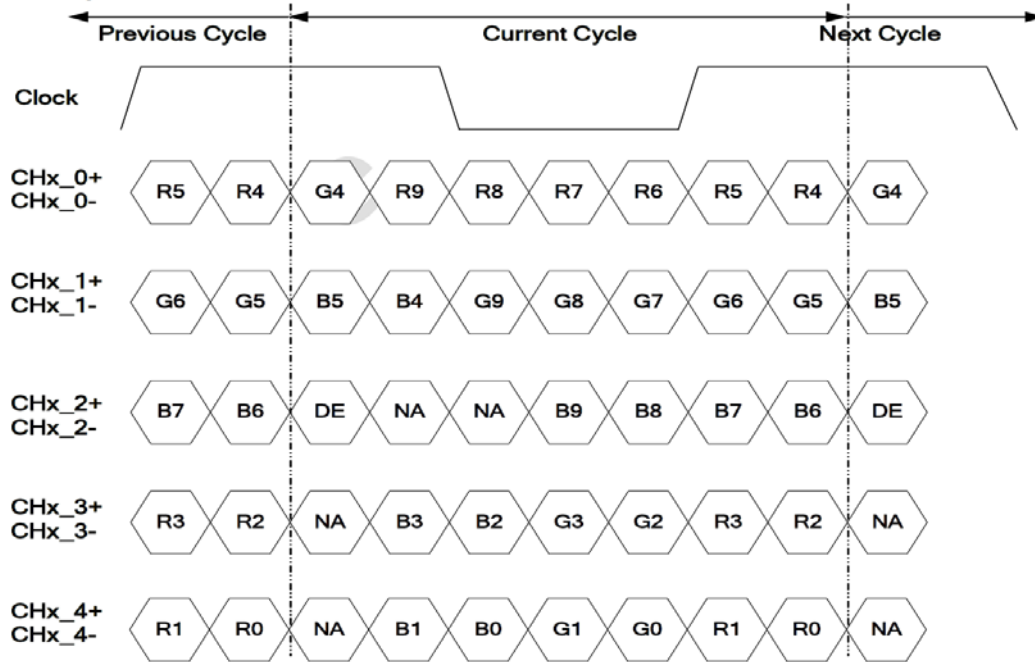 Previous Cycle Current Cycle Next Cycle
Clock
CHx_0+
CHx_0-
R5 R4 G4 R9 R8 R7 R6 R5 R4 G4
CHx_1+
CHx_1-
G6 G5 B5 B4 G9 G8 G7 G6 G5 B5
CHx_2+
CHx_2-
B7 B6 DE NA NA B9 B8 B7 B6 DE
CHx_3+
CHx_3-
R3 R2 NA B3 B2 G3 G2 R3 R2 NA
CHx_4+
CHx_4-
R1 R0 NA B1 B0 G1 G0 R1 R0 NA